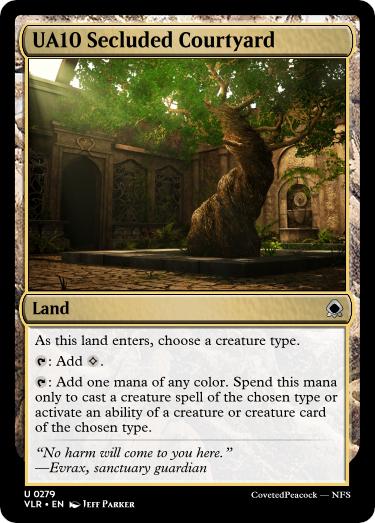 UA10 Secluded Courtyard
Land
As this land enters, choose a creature type.
: Add .
: Add one mana of any color. Spend this mana
only to cast a creature spell of the chosen type or
activate an ability of a creature or creature card
of the chosen type.
“No harm will come to you here.”
—Evrax, sanctuary guardian
U 0279
VLR • EN Jeff Parker
CovetedPeacock — NFS